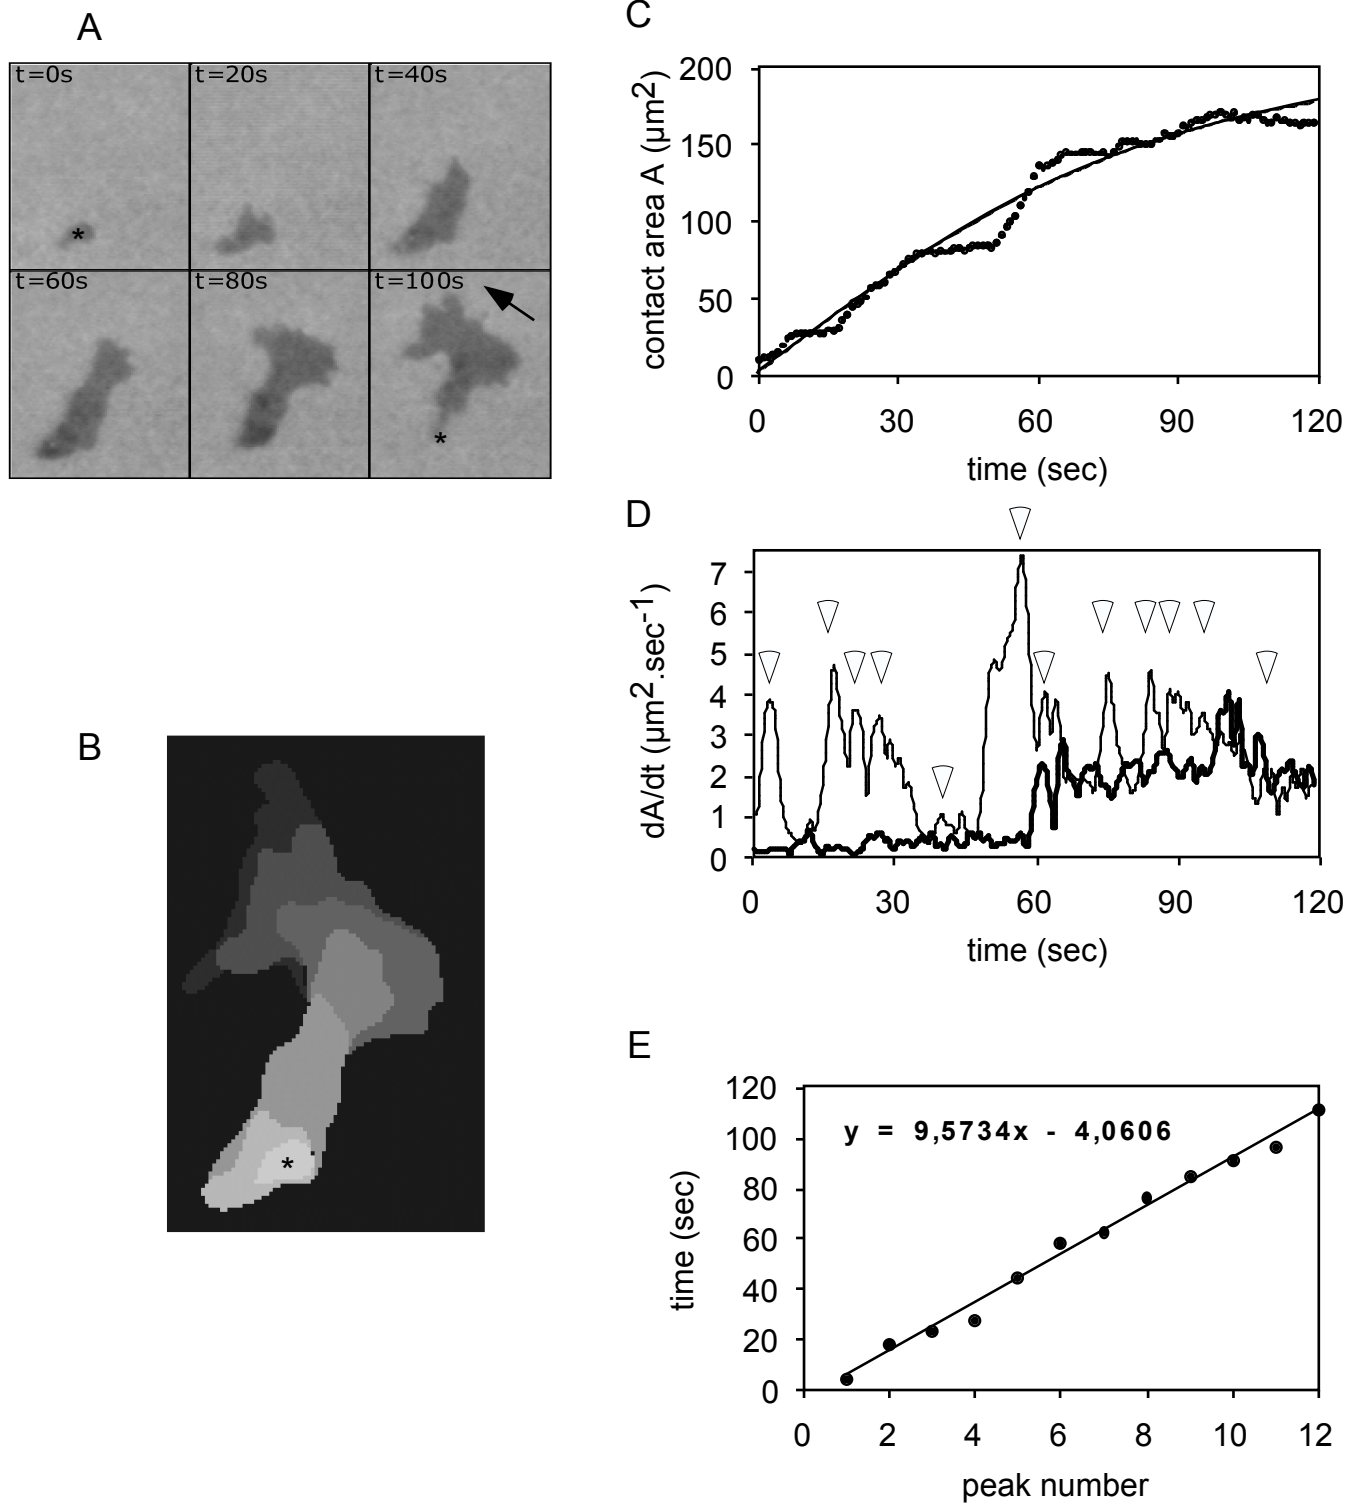 A
t=0s
t=20s
t=40s
*
t=60s
t=80s
t=100s
*
B
*
C
contact area A (µm2)
200
150
100
50
0
0 30 60 90 120
time (sec)
D
dA/dt (µm2.sec-1)
7
6
5
4
3
2
1
0
0 30 60 90 120
time (sec)
E
time (sec)
120
100
80
60
40
20
0
y = 9,5734x - 4,0606
0 2 4 6 8 10 12
peak number